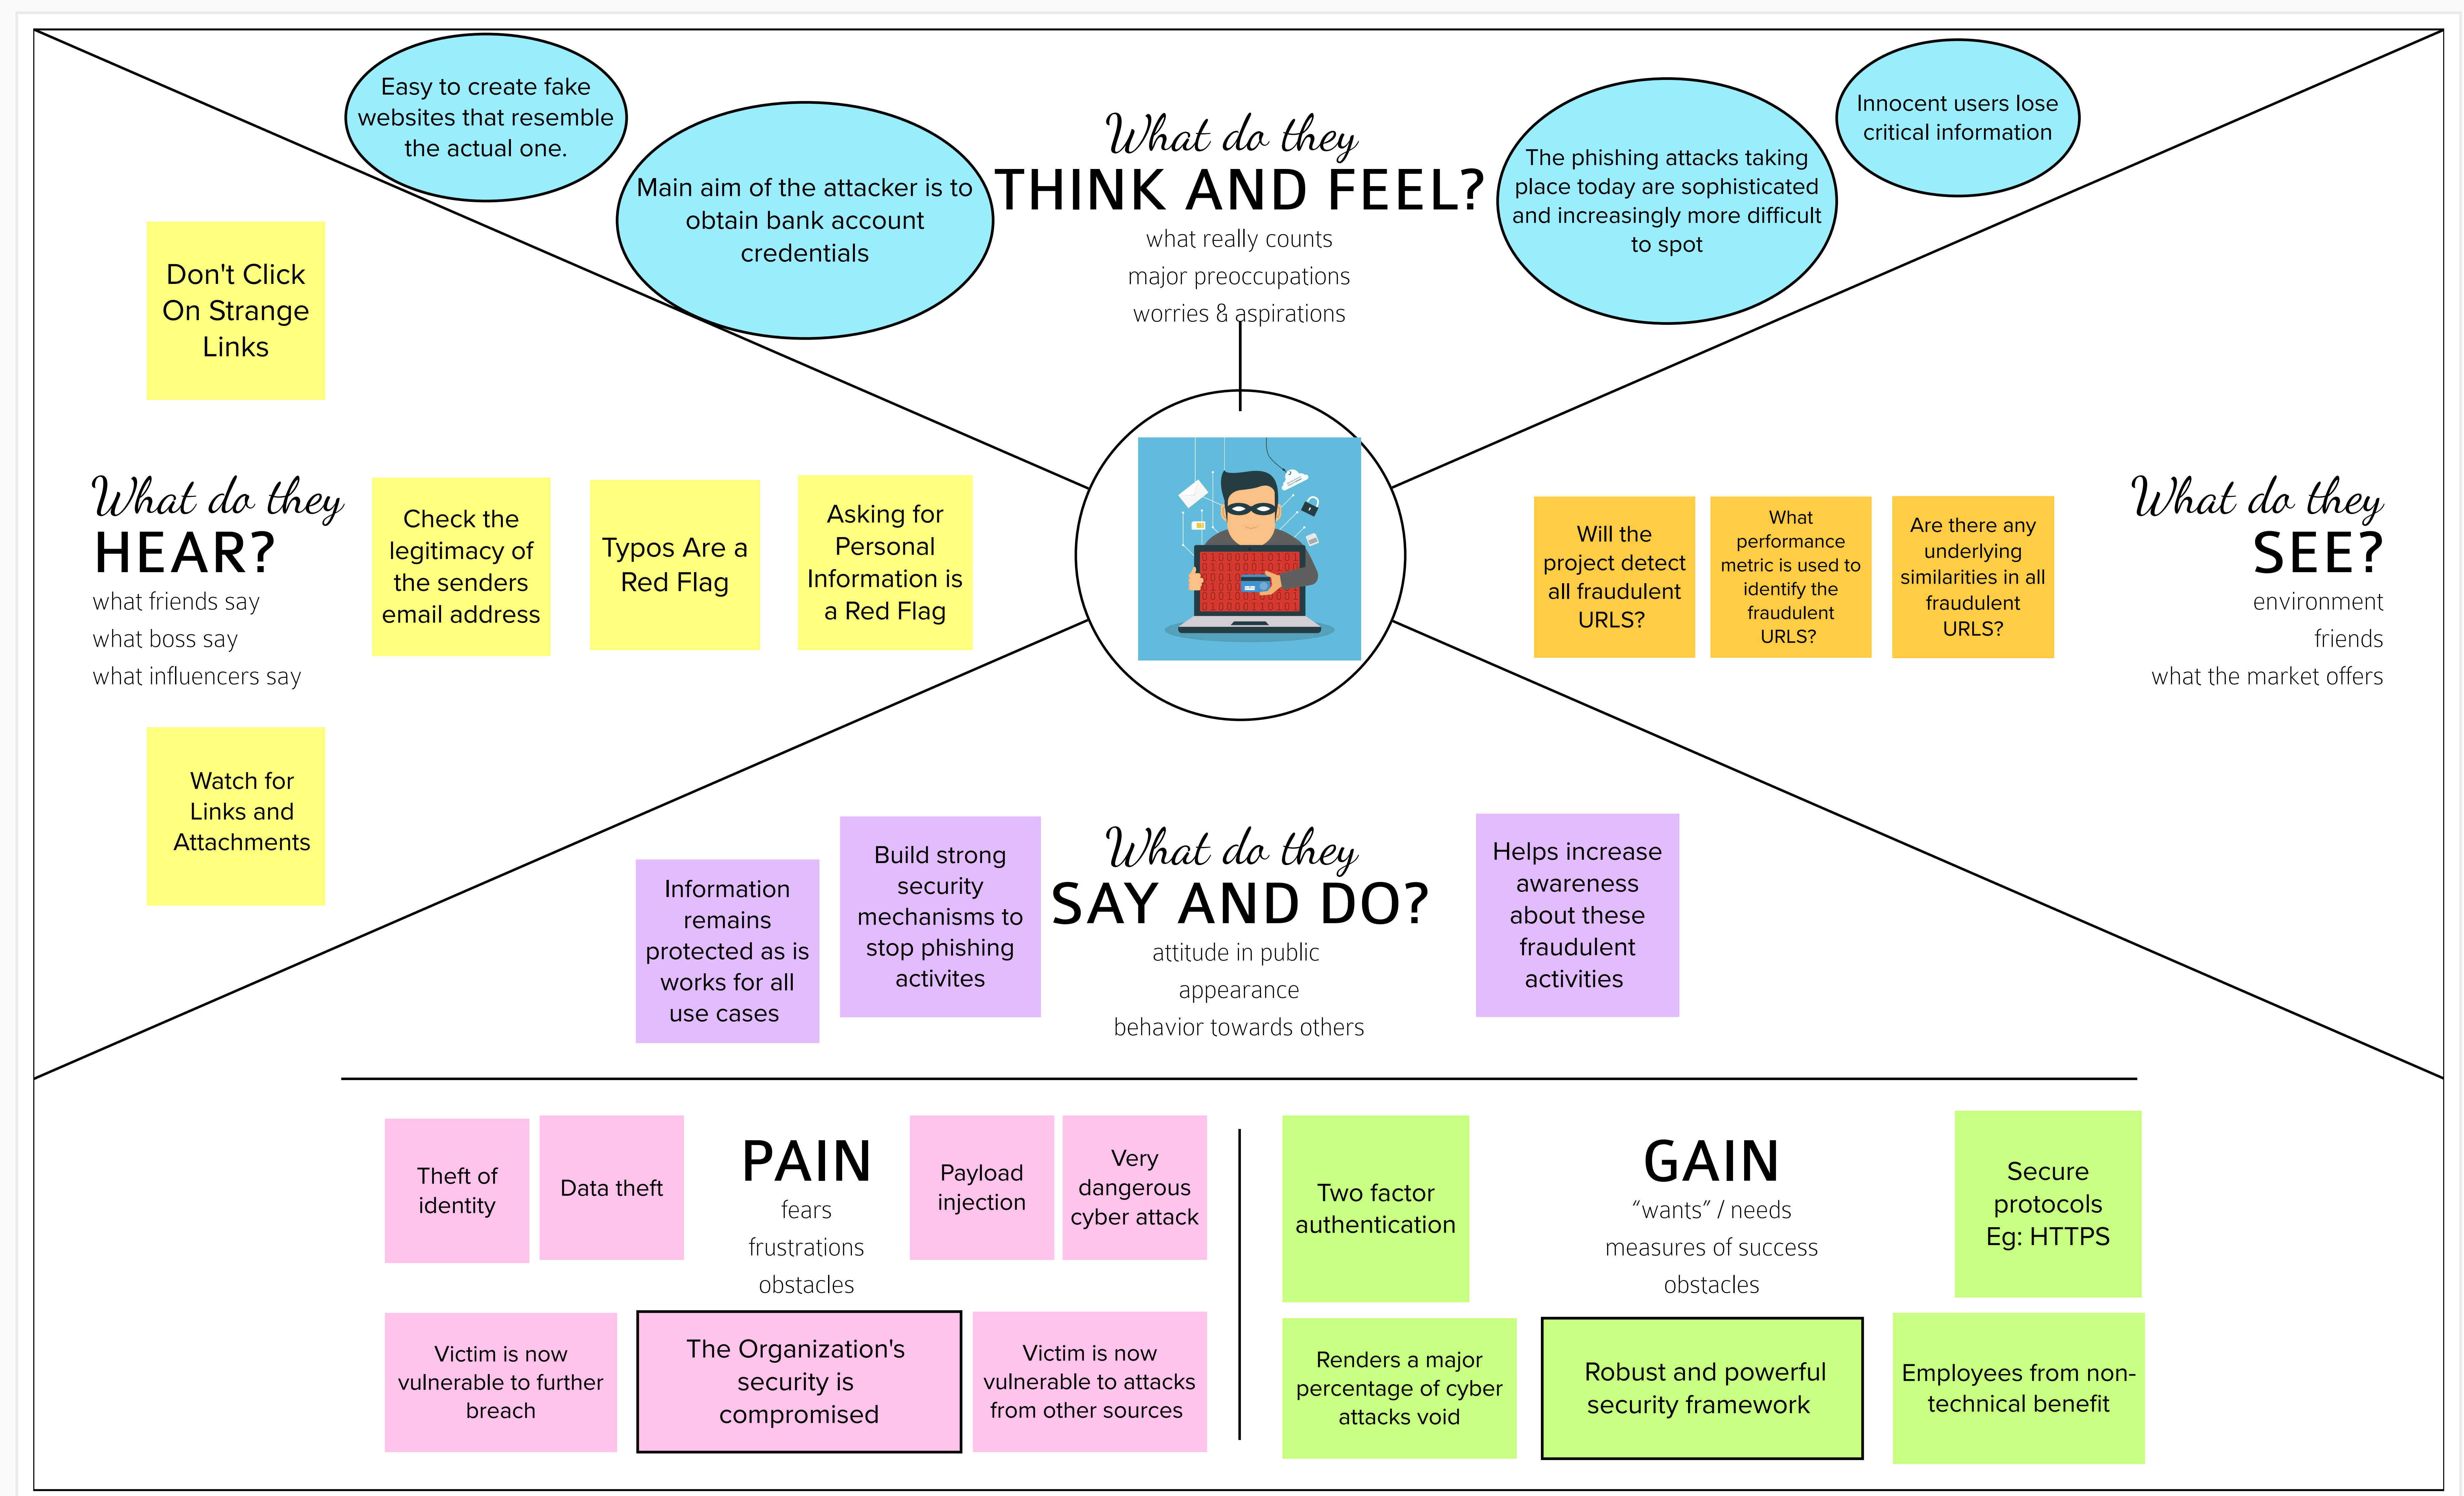 Easy to create fake
websites that resemble
the actual one.
Main aim of the attacker is to
obtain bank account
credentials
What do they
THINK AND FEEL?
what really counts
major preoccupations
worries & aspirations
The phishing attacks taking
place today are sophisticated
and increasingly more difficult
to spot
Innocent users lose
critical information
Don't Click
On Strange
Links
What do they
HEAR?
what friends say
what boss say
what influencers say
Check the
legitimacy of
the senders
email address
Typos Are a
Red Flag
Asking for
Personal
Information is
a Red Flag
Watch for
Links and
Attachments
Will the
project detect
all fraudulent
URLS?
What
performance
metric is used to
identify the
fraudulent
URLS?
Are there any
underlying
similarities in all
fraudulent
URLS?
What do they
SEE?
environment
friends
what the market offers
Information
remains
protected as is
works for all
use cases
Build strong
security
mechanisms to
stop phishing
activites
What do they
SAY AND DO?
attitude in public
appearance
behavior towards others
Helps increase
awareness
about these
fraudulent
activities
Theft of
identity
Data theft
PAIN
fears
frustrations
obstacles
Payload
injection
Very
dangerous
cyber attack
Victim is now
vulnerable to further
breach
The Organization's
security is
compromised
Victim is now
vulnerable to attacks
from other sources
Two factor
authentication
GAIN
“wants” / needs
measures of success
obstacles
Secure
protocols
Eg: HTTPS
Renders a major
percentage of cyber
attacks void
Robust and powerful
security framework
Employees from non-
technical benefit